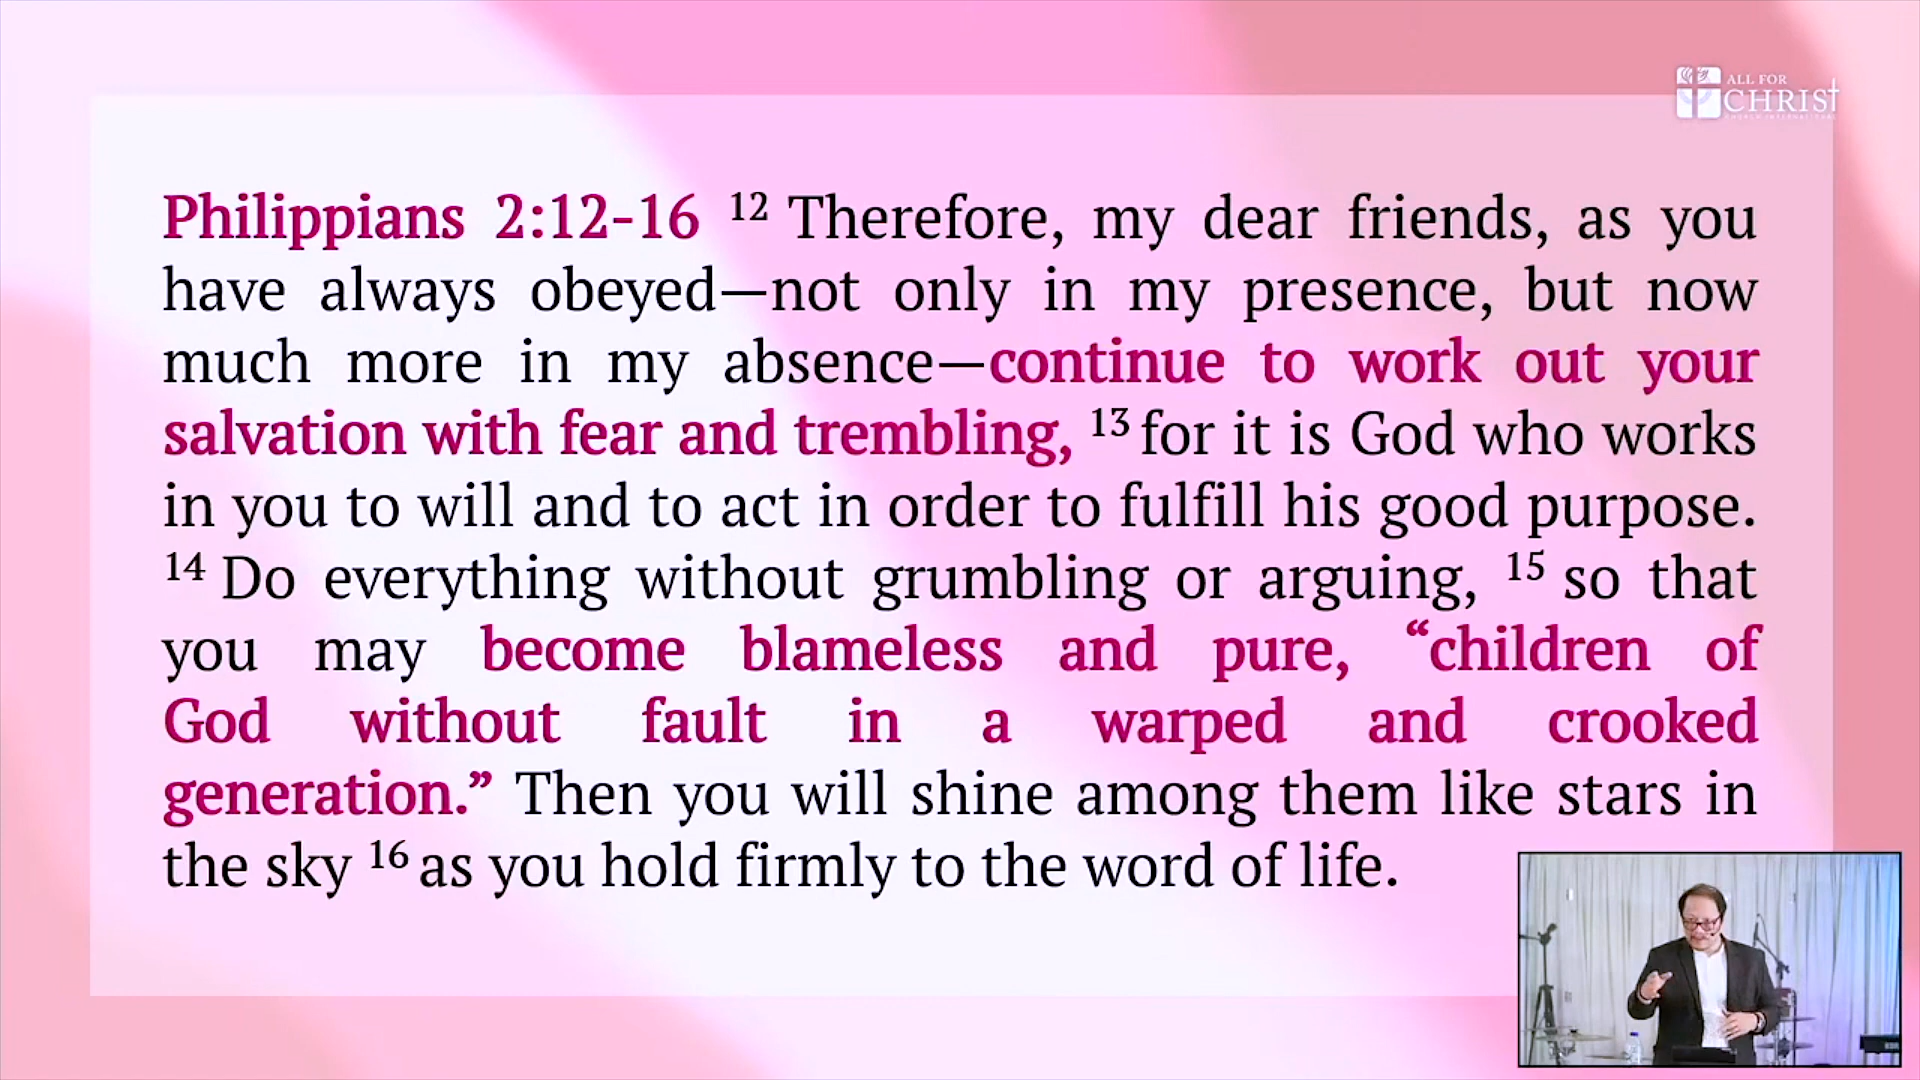 ALL FOR
CHRIST
CHURCH INTERNATIONAL
Philippians 2:12-16 ¹² Therefore, my dear friends, as you
have always obeyed—not only in my presence, but now
much more in my absence—continue to work out your
salvation with fear and trembling, ¹³ for it is God who works
in you to will and to act in order to fulfill his good purpose.
¹⁴ Do everything without grumbling or arguing, ¹⁵ so that
you may become blameless and pure, “children of
God without fault in a warped and crooked
generation.” Then you will shine among them like stars in
the sky ¹⁶ as you hold firmly to the word of life.